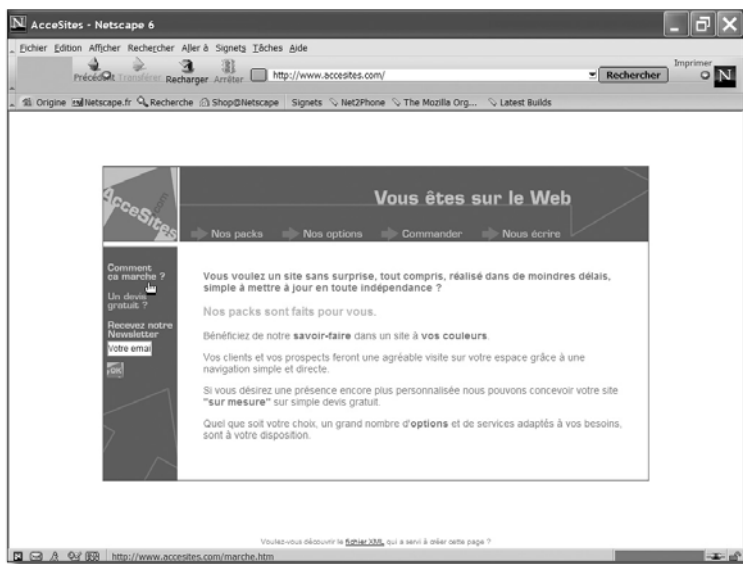 AcceSites - Netscape 6
Fichier Edition Afficher Rechercher Aller à Signets Tâches Aide
Précédent Transférer Recharger Arrêter http://www.accesites.com/ Rechercher Imprimer
Origine Netscape.fr Recherche Shop@Netscape Signets Net2Phone The Mozilla Org... Latest Builds
AcceSites.com
Vous êtes sur le Web
Nos packs Nos options Commander Nous écrire
Comment
ca marche ?
Un devis
gratuit ?
Recevez notre
Newsletter
Votre emai
OK
Vous voulez un site sans surprise, tout compris, réalisé dans de moindres délais,
simple à mettre à jour en toute indépendance ?
Nos packs sont faits pour vous.
Bénéficiez de notre savoir-faire dans un site à vos couleurs.
Vos clients et vos prospects feront une agréable visite sur votre espace grâce à une
navigation simple et directe.
Si vous désirez une présence encore plus personnalisée nous pouvons concevoir votre site
"sur mesure" sur simple devis gratuit.
Quel que soit votre choix, un grand nombre d'options et de services adaptés à vos besoins,
sont à votre disposition.
Voulez-vous découvrir le fichier XML qui a servi à créer cette page ?
http://www.accesites.com/marche.htm